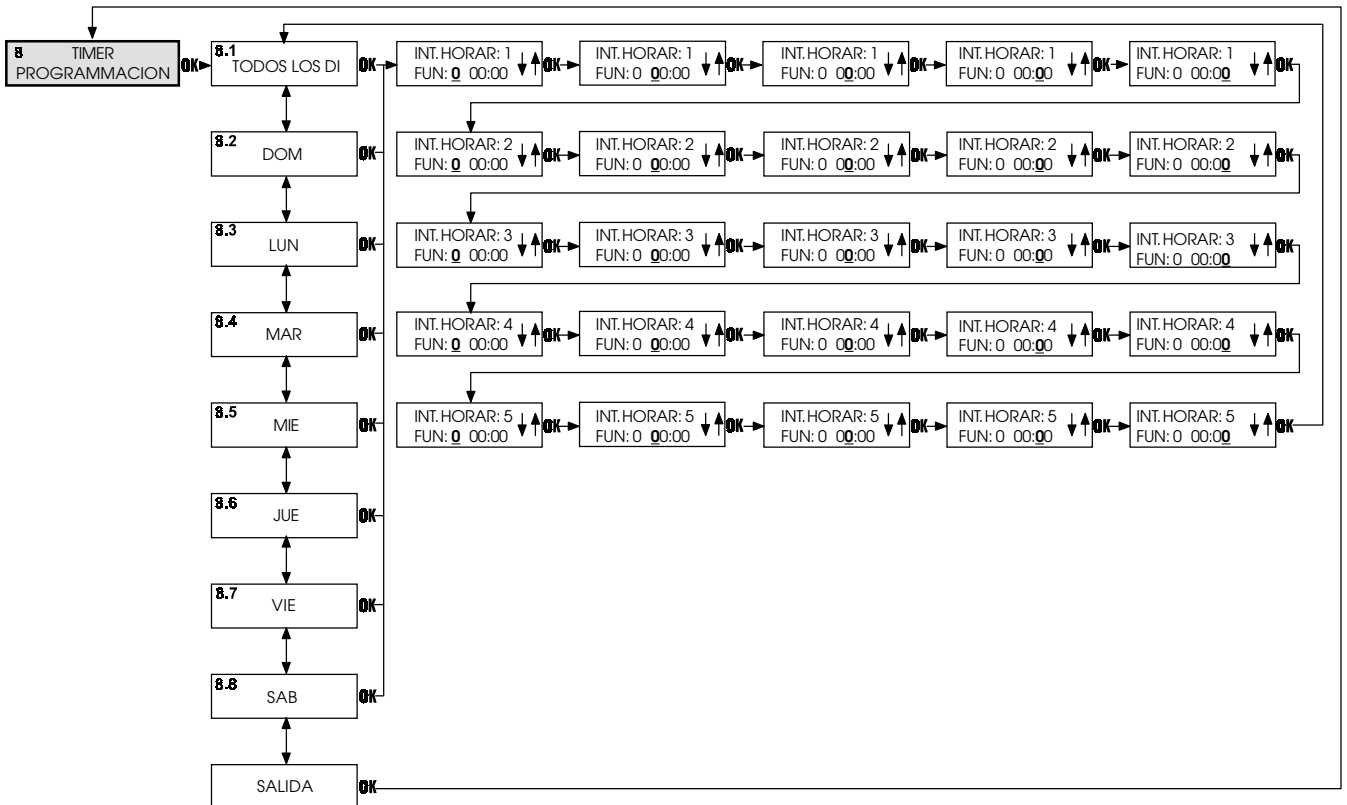 8 TIMER
PROGRAMMACION
OK
8.1
TODOS LOS DI
OK
INT.HORAR: 1
FUN: 0 00:00
OK
INT.HORAR: 1
FUN: 0 00:00
OK
INT.HORAR: 1
FUN: 0 00:00
OK
INT.HORAR: 1
FUN: 0 00:00
OK
INT.HORAR: 1
FUN: 0 00:00
OK
8.2
DOM
OK
INT.HORAR: 2
FUN: 0 00:00
OK
INT.HORAR: 2
FUN: 0 00:00
OK
INT.HORAR: 2
FUN: 0 00:00
OK
INT.HORAR: 2
FUN: 0 00:00
OK
INT.HORAR: 2
FUN: 0 00:00
OK
8.3
LUN
OK
INT.HORAR: 3
FUN: 0 00:00
OK
INT.HORAR: 3
FUN: 0 00:00
OK
INT.HORAR: 3
FUN: 0 00:00
OK
INT.HORAR: 3
FUN: 0 00:00
OK
INT.HORAR: 3
FUN: 0 00:00
OK
8.4
MAR
OK
INT.HORAR: 4
FUN: 0 00:00
OK
INT.HORAR: 4
FUN: 0 00:00
OK
INT.HORAR: 4
FUN: 0 00:00
OK
INT.HORAR: 4
FUN: 0 00:00
OK
INT.HORAR: 4
FUN: 0 00:00
OK
8.5
MIE
OK
INT.HORAR: 5
FUN: 0 00:00
OK
INT.HORAR: 5
FUN: 0 00:00
OK
INT.HORAR: 5
FUN: 0 00:00
OK
INT.HORAR: 5
FUN: 0 00:00
OK
INT.HORAR: 5
FUN: 0 00:00
OK
8.6
JUE
OK
8.7
VIE
OK
8.8
SAB
OK
SALIDA
OK